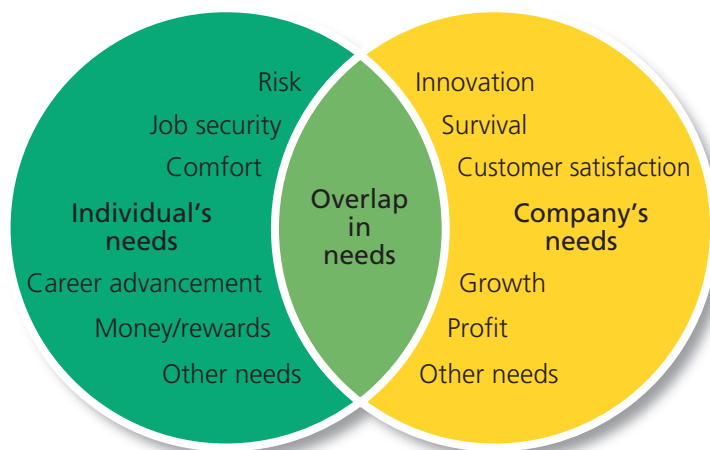 Risk
Job security
Comfort
Individual's
needs
Career advancement
Money/rewards
Other needs
Overlap
in
needs
Innovation
Survival
Customer satisfaction
Company's
needs
Growth
Profit
Other needs